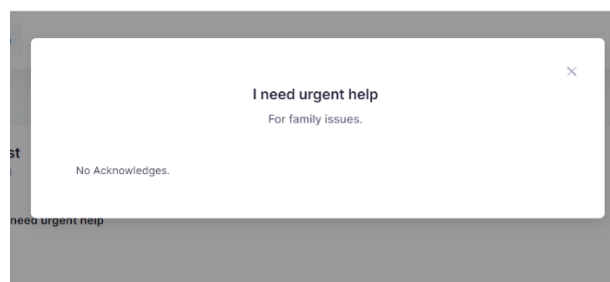 I need urgent help
For family issues.
No Acknowledges.
st
need urgent help